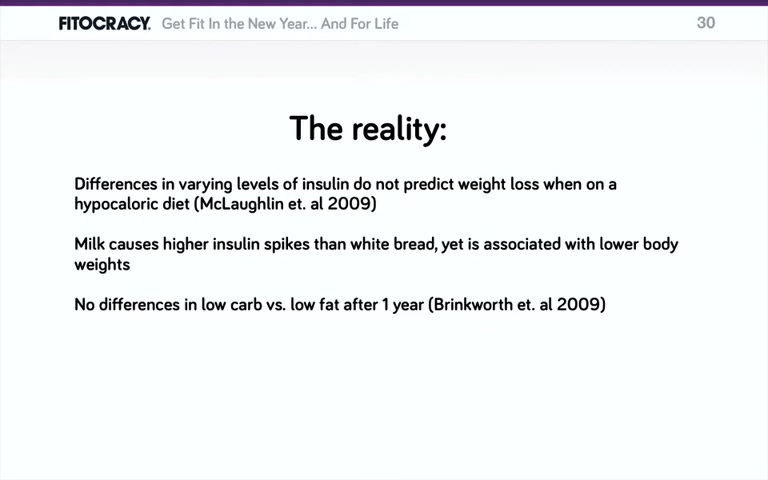 FITOCRACY. Get Fit In the New Year... And For Life 30
The reality:
Differences in varying levels of insulin do not predict weight loss when on a
hypocaloric diet (McLaughlin et. al 2009)
Milk causes higher insulin spikes than white bread, yet is associated with lower body
weights
No differences in low carb vs. low fat after 1 year (Brinkworth et. al 2009)